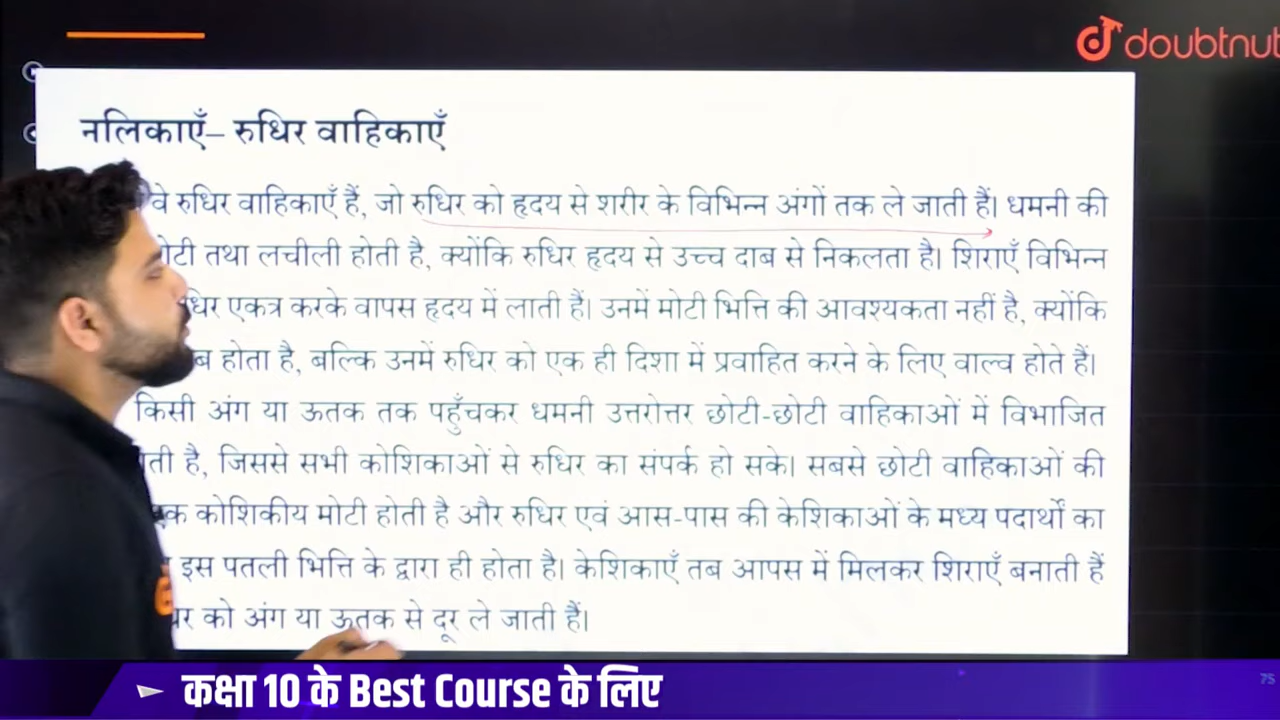 doubtnut
नलिकाएँ– रुधिर वाहिकाएँ
वे रुधिर वाहिकाएँ हैं, जो रुधिर को हृदय से शरीर के विभिन्न अंगों तक ले जाती हैं। धमनी की
तथा लचीली होती है, क्योंकि रुधिर हृदय से उच्च दाब से निकलता है। शिराएँ विभिन्न
एकत्र करके वापस हृदय में लाती हैं। उनमें मोटी भित्ति की आवश्यकता नहीं है, क्योंकि
होता है, बल्कि उनमें रुधिर को एक ही दिशा में प्रवाहित करने के लिए वाल्व होते हैं।
किसी अंग या ऊतक तक पहुँचकर धमनी उत्तरोत्तर छोटी-छोटी वाहिकाओं में विभाजित
है, जिससे सभी कोशिकाओं से रुधिर का संपर्क हो सके। सबसे छोटी वाहिकाओं की
कोशिकीय मोटी होती है और रुधिर एवं आस-पास की केशिकाओं के मध्य पदार्थों का
इस पतली भित्ति के द्वारा ही होता है। केशिकाएँ तब आपस में मिलकर शिराएँ बनाती हैं
को अंग या ऊतक से दूर ले जाती हैं।
कक्षा 10 के Best Course के लिए
75